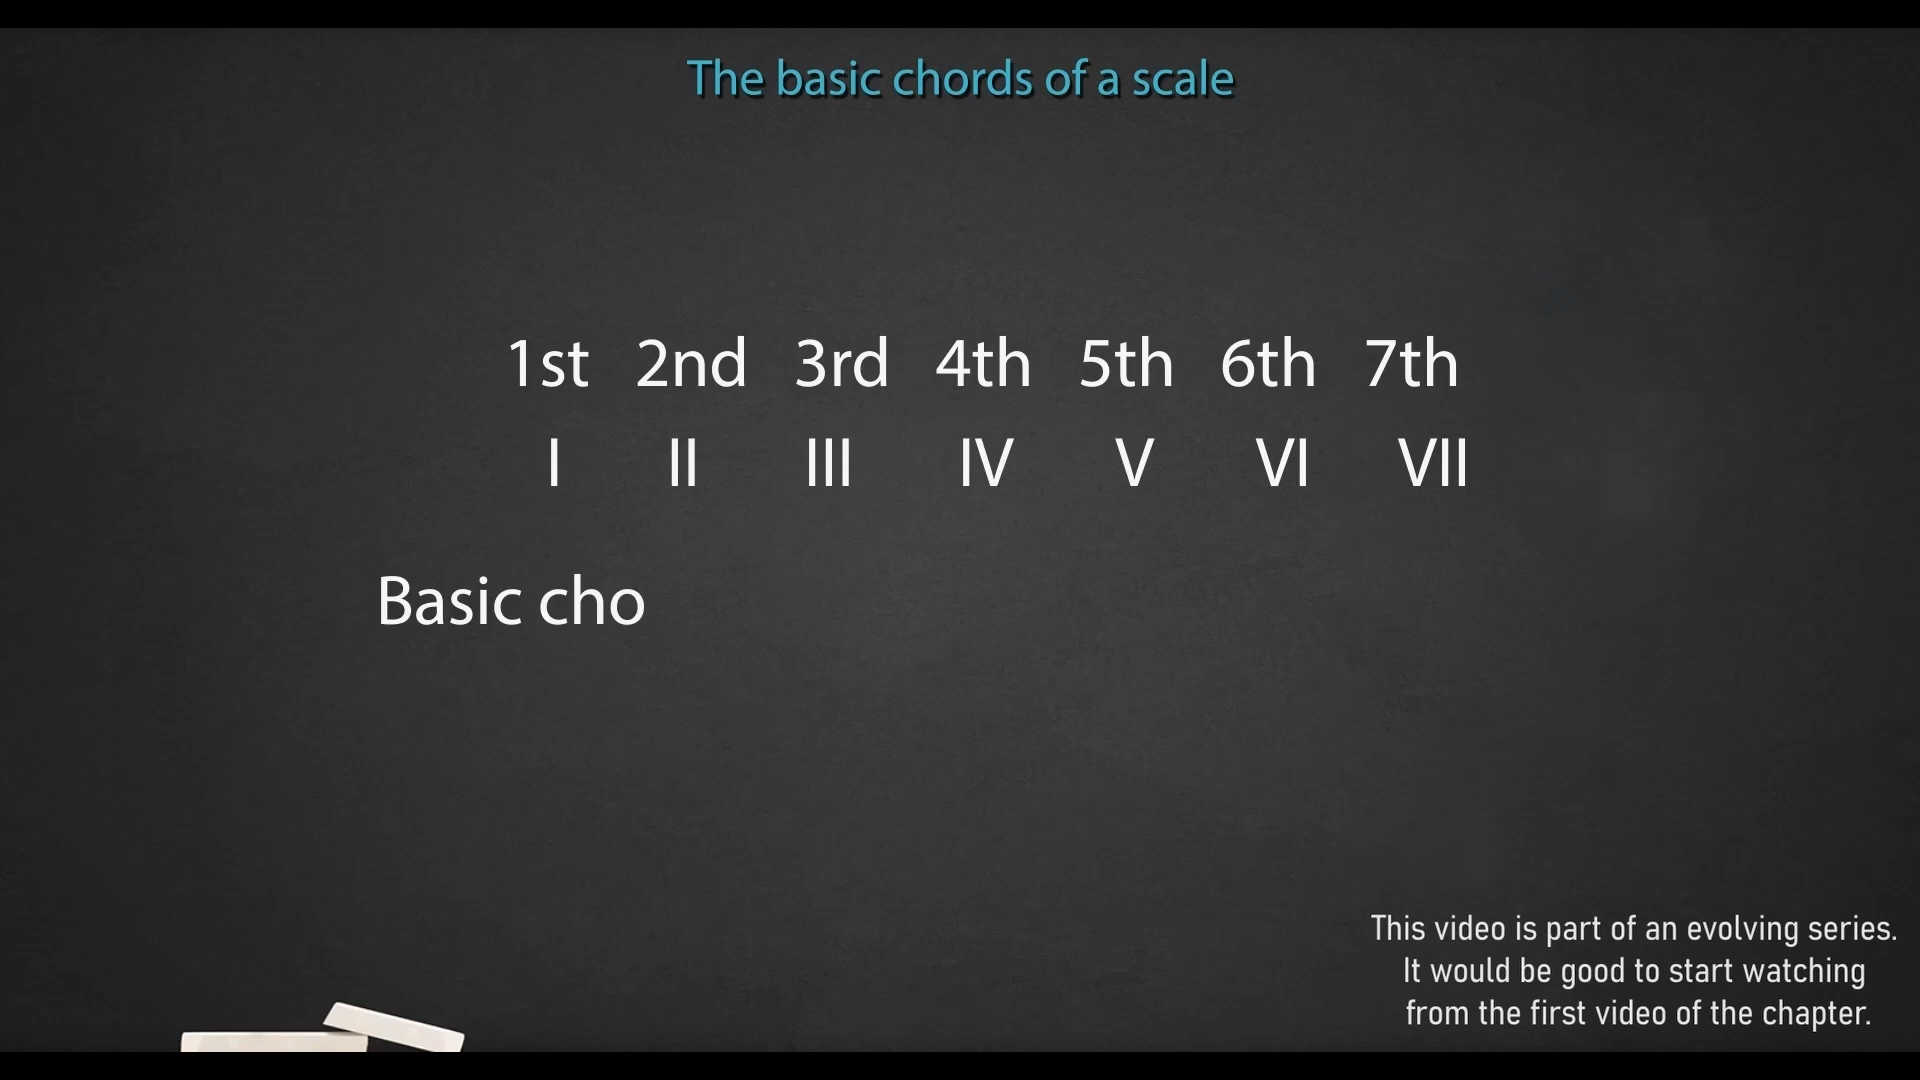 The basic chords of a scale
1st 2nd 3rd 4th 5th 6th 7th
I II III IV V VI VII
Basic cho
This video is part of an evolving series.
It would be good to start watching
from the first video of the chapter.